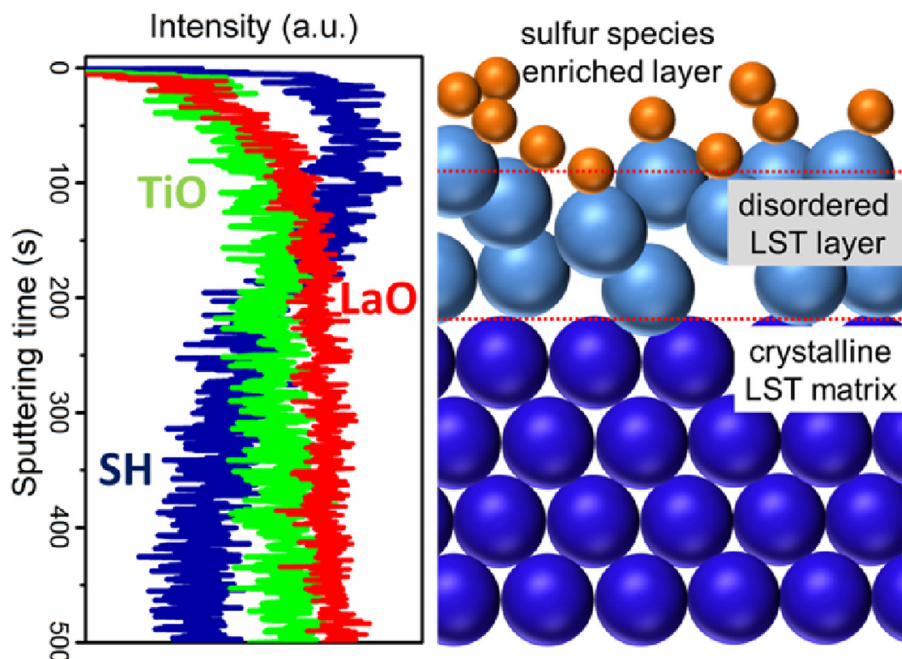 Intensity (a.u.)
Sputtering time (s)
0
100
200
300
400
500
TiO
LaO
SH
sulfur species
enriched layer
disordered
LST layer
crystalline
LST matrix